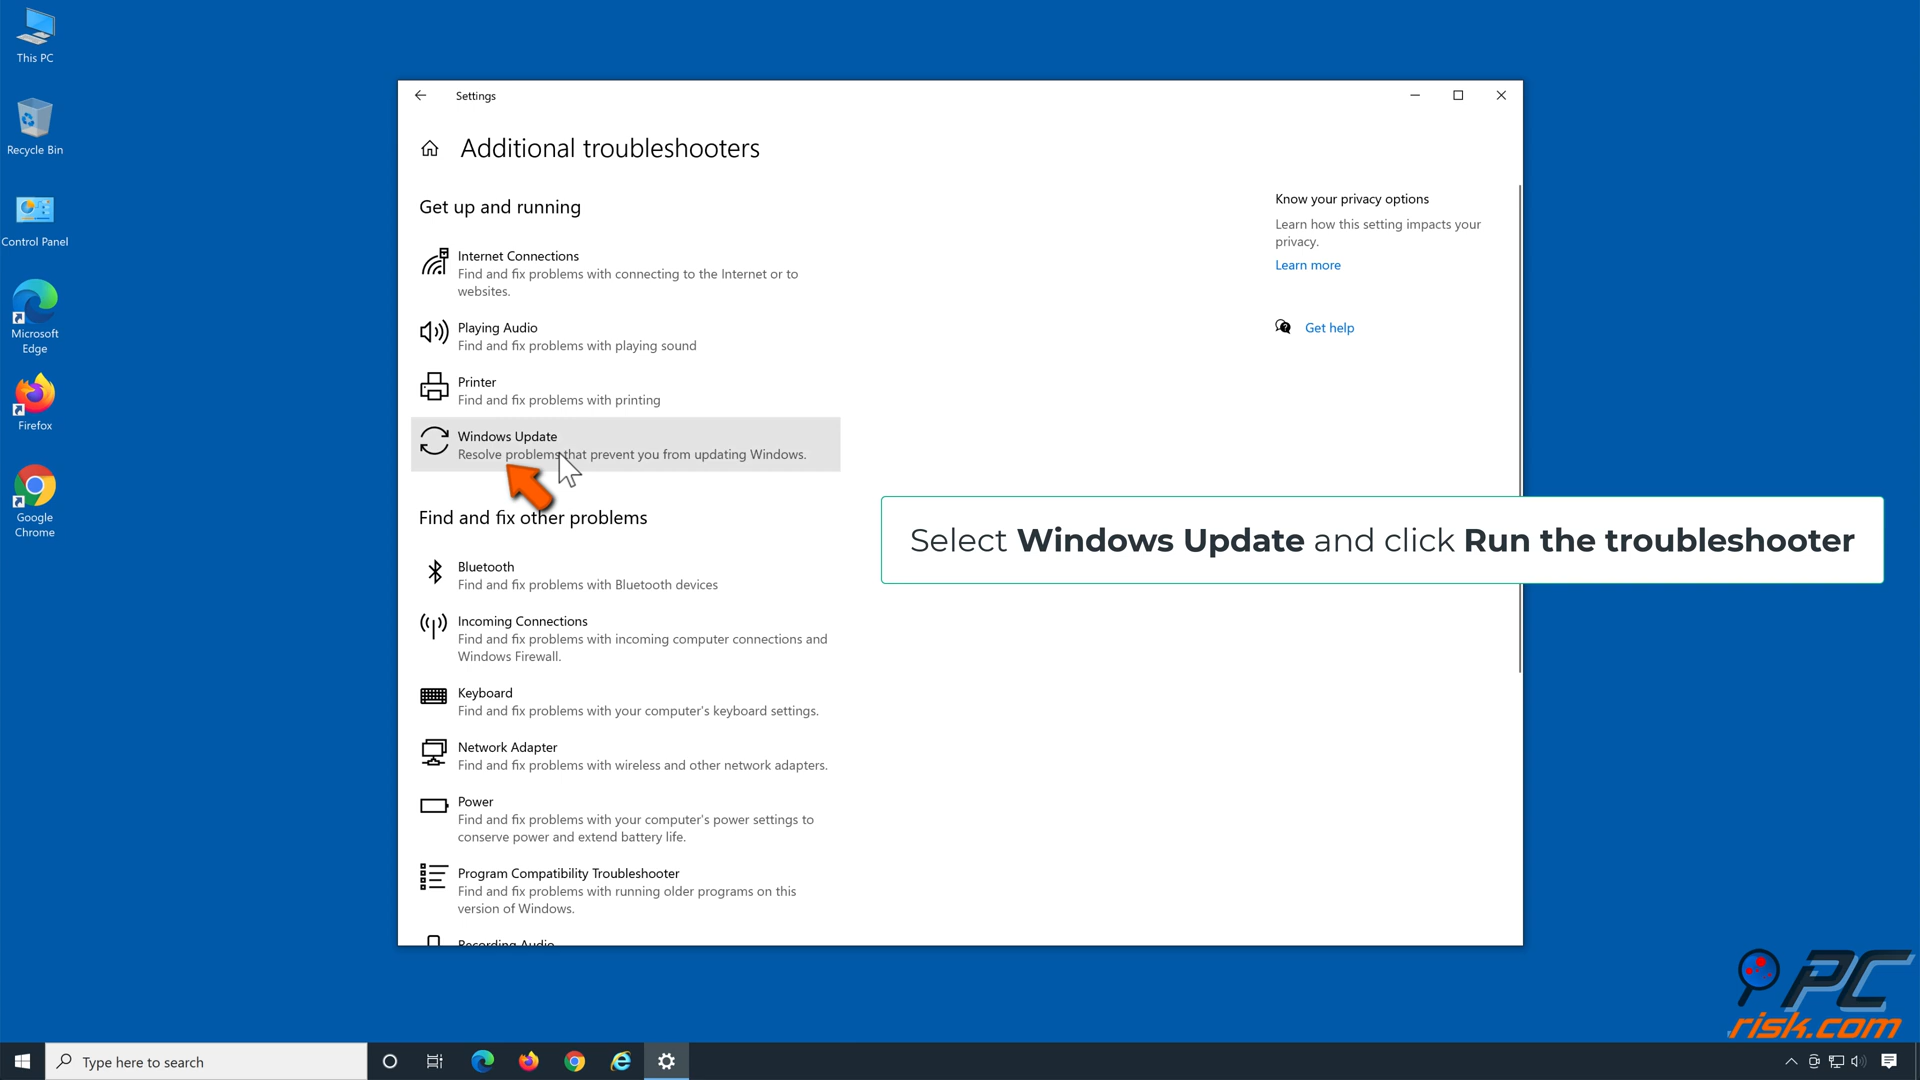 This PC
Recycle Bin
Control Panel
Microsoft
Edge
Firefox
Google
Chrome
Settings
Additional troubleshooters
Get up and running
Internet Connections
Find and fix problems with connecting to the Internet or to
websites.
Playing Audio
Find and fix problems with playing sound
Printer
Find and fix problems with printing
Windows Update
Resolve problems that prevent you from updating Windows.
Find and fix other problems
Bluetooth
Find and fix problems with Bluetooth devices
Incoming Connections
Find and fix problems with incoming computer connections and
Windows Firewall.
Keyboard
Find and fix problems with your computer's keyboard settings.
Network Adapter
Find and fix problems with wireless and other network adapters.
Power
Find and fix problems with your computer's power settings to
conserve power and extend battery life.
Program Compatibility Troubleshooter
Find and fix problems with running older programs on this
version of Windows.
Recording Audio
Know your privacy options
Learn how this setting impacts your
privacy.
Learn more
Get help
Select Windows Update and click Run the troubleshooter
PC
risk.com
Type here to search